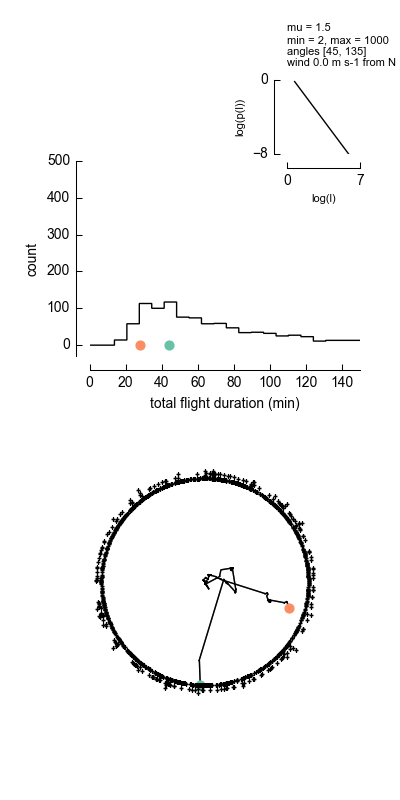 mu = 1.5
min = 2, max = 1000
angles [45, 135]
wind 0.0 m s-1 from N
log(p(l))
0
−8
0 7
log(l)
count
500
400
300
200
100
0
0 20 40 60 80 100 120 140
total flight duration (min)